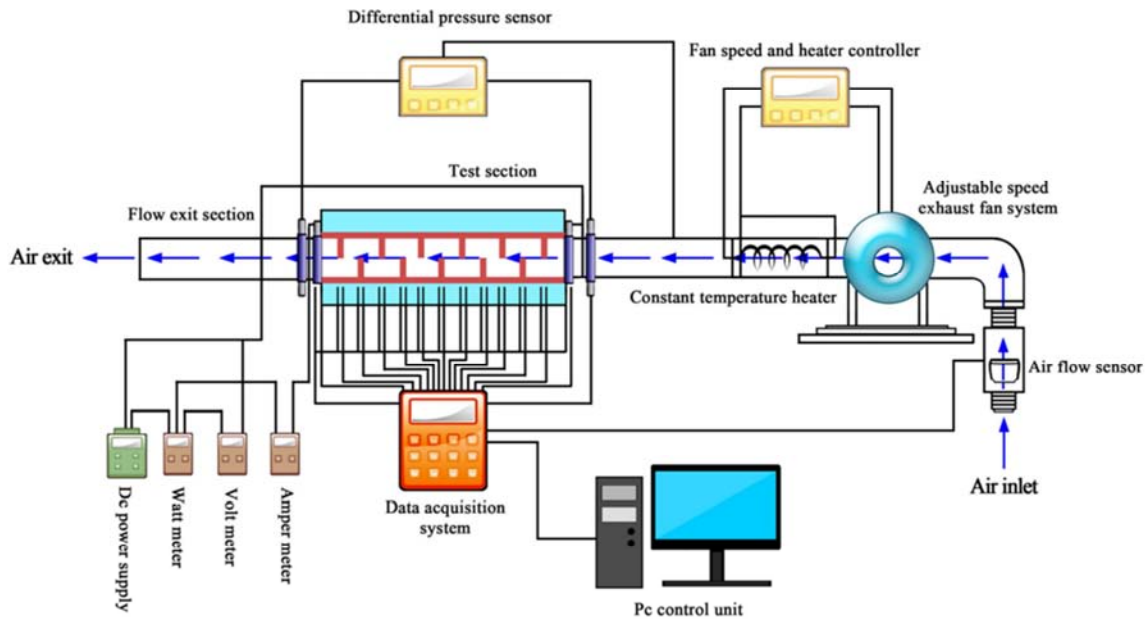 Differential pressure sensor
Fan speed and heater controller
Test section
Adjustable speed
exhaust fan system
Flow exit section
Air exit
Constant temperature heater
Air flow sensor
Air inlet
Dc power supply
Watt meter
Volt meter
Amper meter
Data acquisition
system
Pc control unit